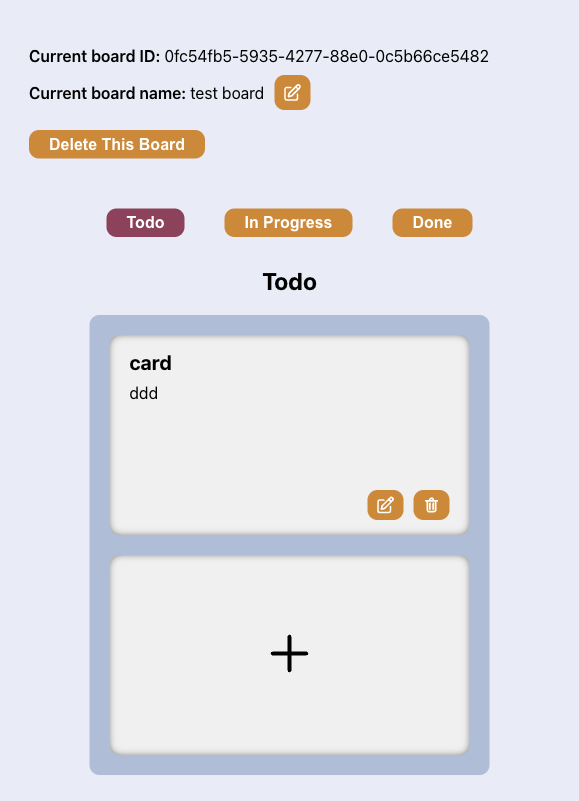 Current board ID: 0fc54fb5-5935-4277-88e0-0c5b66ce5482
Current board name: test board
Delete This Board
Todo In Progress Done
Todo
card
ddd